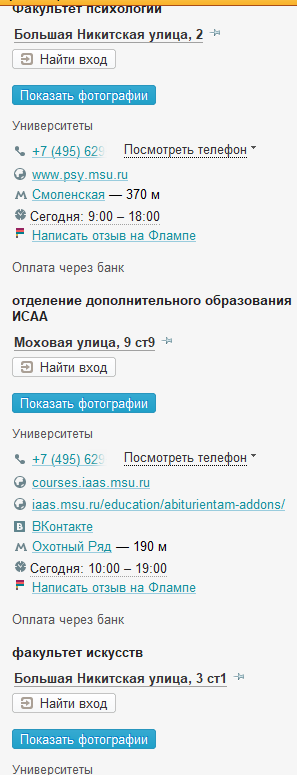 Факультет психологии
Большая Никитская улица, 2
Найти вход
Показать фотографии
Университеты
+7 (495) 629 Посмотреть телефон
www.psy.msu.ru
Смоленская — 370 м
Сегодня: 9:00 – 18:00
Написать отзыв на Флампе
Оплата через банк
отделение дополнительного образования
ИСАА
Моховая улица, 9 ст9
Найти вход
Показать фотографии
Университеты
+7 (495) 629 Посмотреть телефон
courses.iaas.msu.ru
iaas.msu.ru/education/abiturientam-addons/
ВКонтакте
Охотный Ряд — 190 м
Сегодня: 10:00 – 19:00
Написать отзыв на Флампе
Оплата через банк
факультет искусств
Большая Никитская улица, 3 ст1
Найти вход
Показать фотографии
Университеты